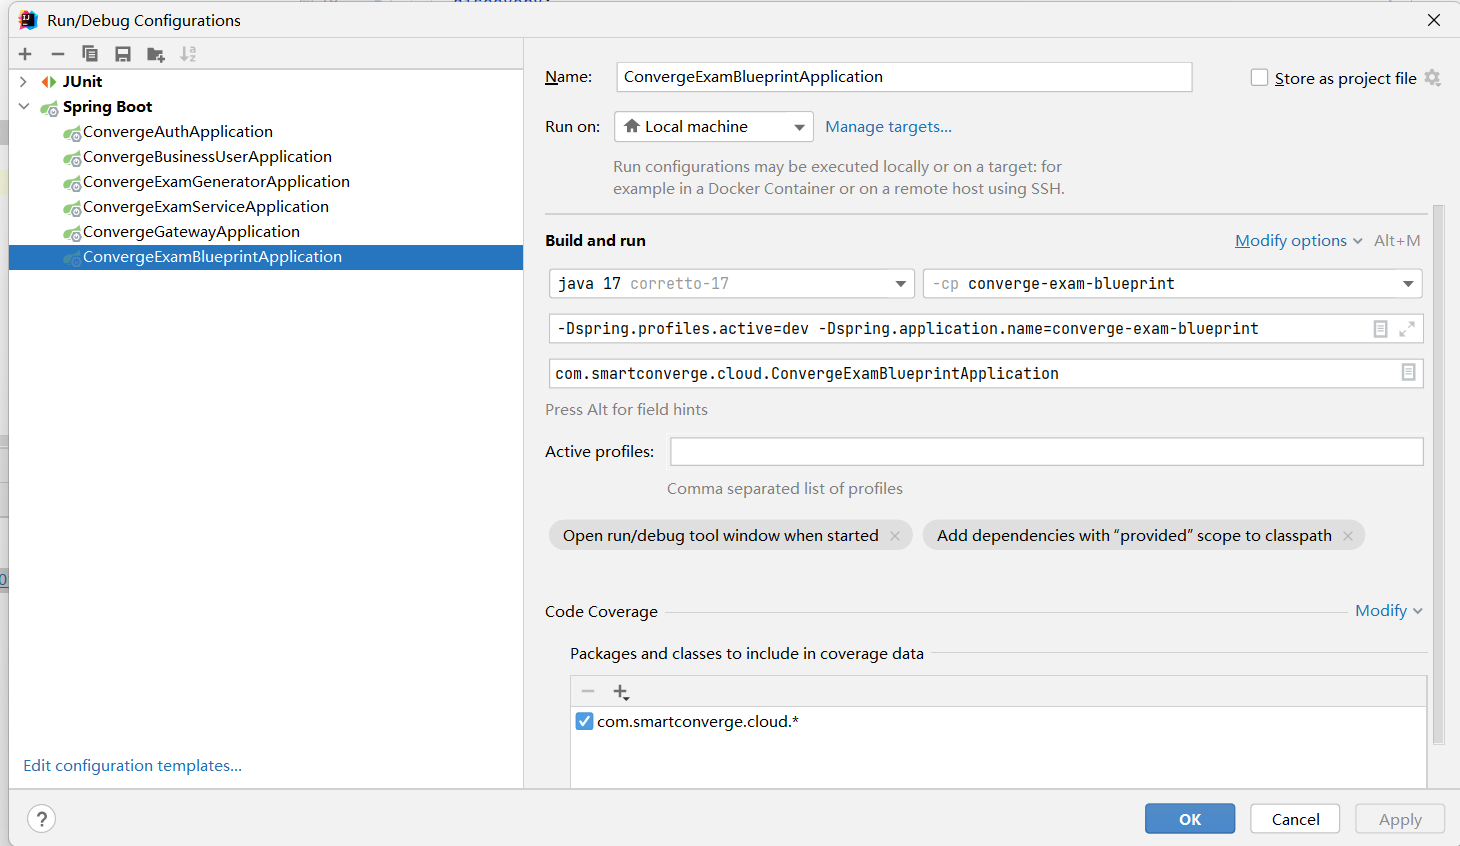 Run/Debug Configurations
JUnit
Spring Boot
ConvergeAuthApplication
ConvergeBusinessUserApplication
ConvergeExamGeneratorApplication
ConvergeExamServiceApplication
ConvergeGatewayApplication
ConvergeExamBlueprintApplication
Edit configuration templates...
Name: ConvergeExamBlueprintApplication Store as project file
Run on: Local machine Manage targets...
Run configurations may be executed locally or on a target: for
example in a Docker Container or on a remote host using SSH.
Build and run Modify options Alt+M
java 17 corretto-17 -cp converge-exam-blueprint
-Dspring.profiles.active=dev -Dspring.application.name=converge-exam-blueprint
com.smartconverge.cloud.ConvergeExamBlueprintApplication
Press Alt for field hints
Active profiles:
Comma separated list of profiles
Open run/debug tool window when started × Add dependencies with “provided” scope to classpath ×
Code Coverage Modify
Packages and classes to include in coverage data
com.smartconverge.cloud.*
? OK Cancel Apply